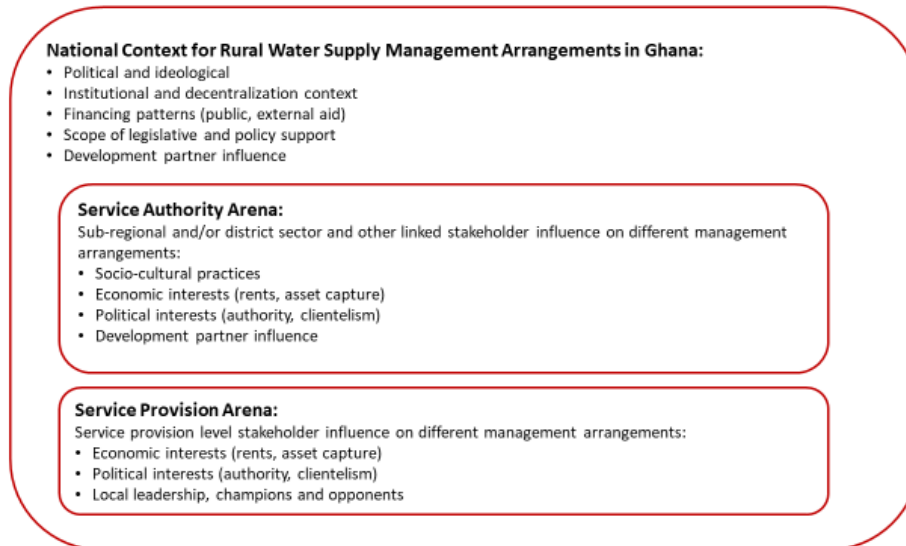 National Context for Rural Water Supply Management Arrangements in Ghana:
• Political and ideological
• Institutional and decentralization context
• Financing patterns (public, external aid)
• Scope of legislative and policy support
• Development partner influence
Service Authority Arena:
Sub-regional and/or district sector and other linked stakeholder influence on different management
arrangements:
• Socio-cultural practices
• Economic interests (rents, asset capture)
• Political interests (authority, clientelism)
• Development partner influence
Service Provision Arena:
Service provision level stakeholder influence on different management arrangements:
• Economic interests (rents, asset capture)
• Political interests (authority, clientelism)
• Local leadership, champions and opponents